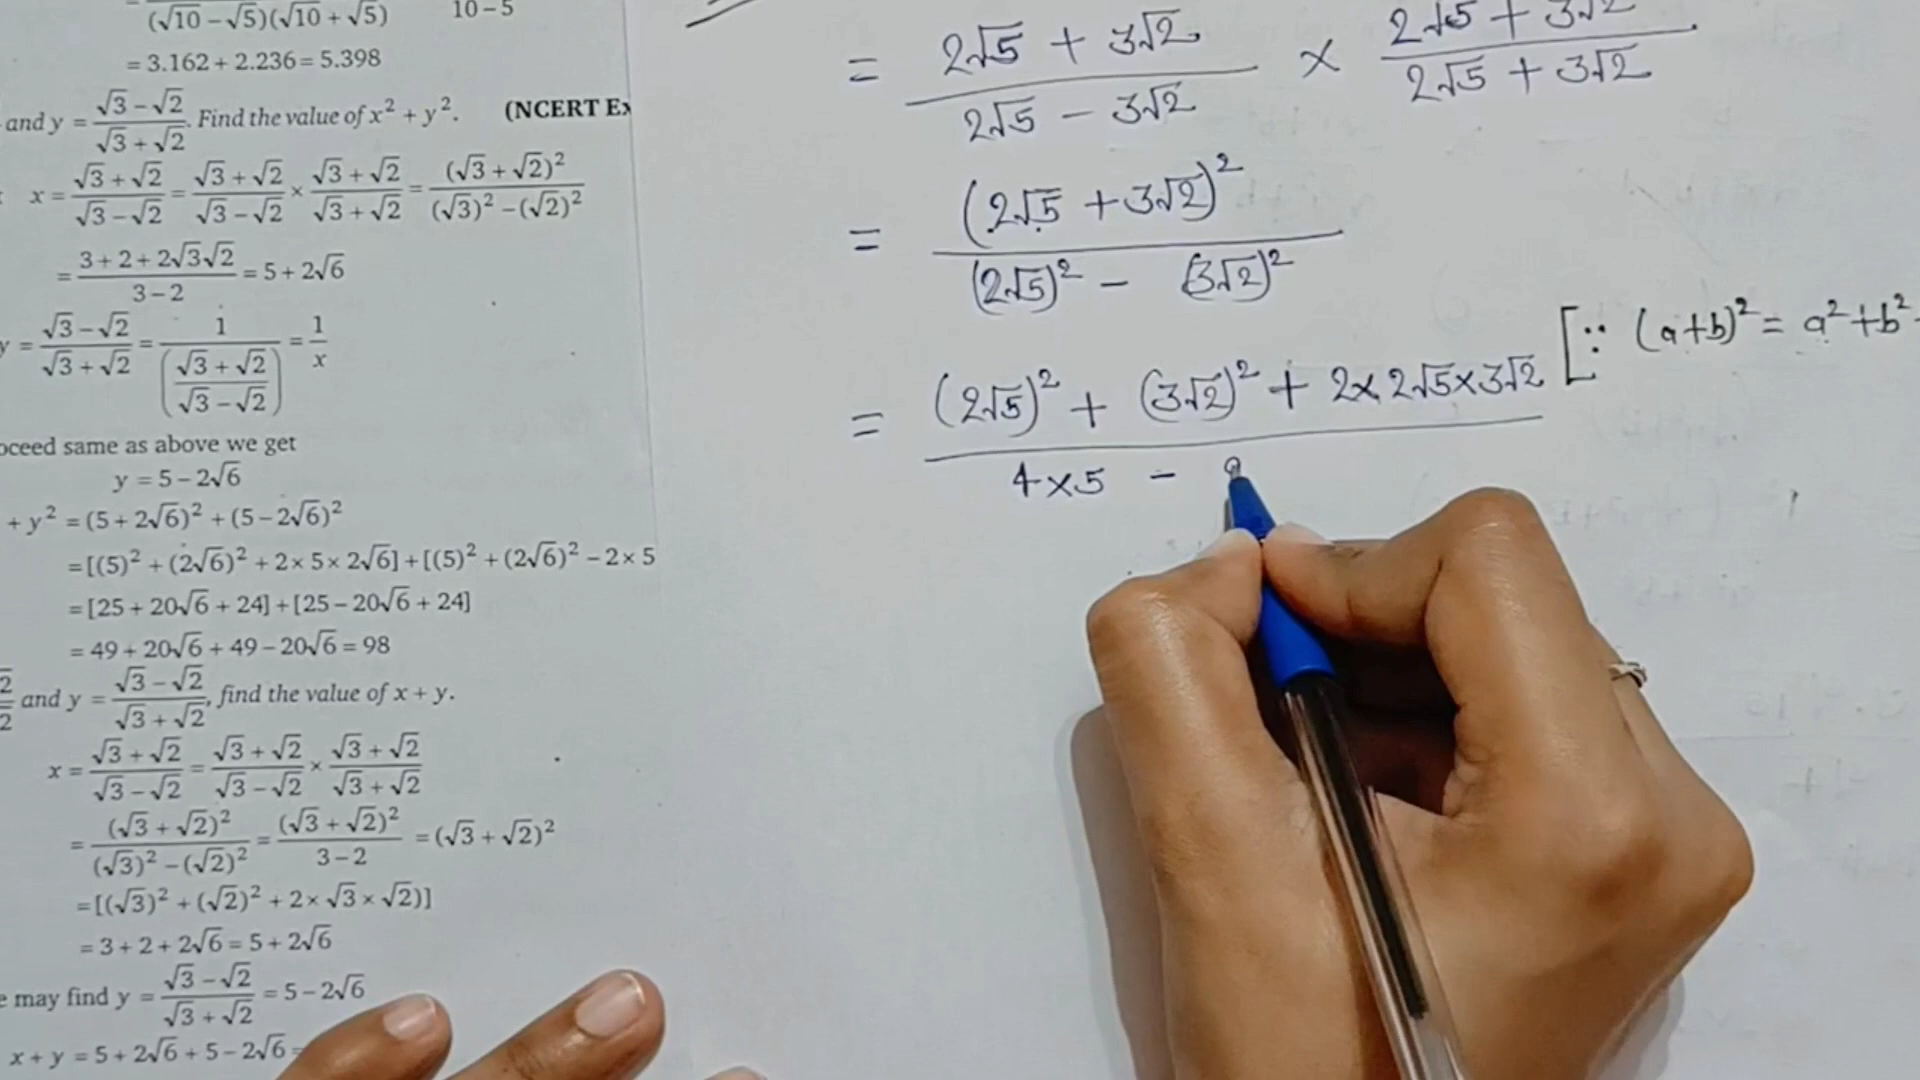 (√10 − √5)(√10 + √5) 10 − 5
= 3.162 + 2.236 = 5.398
and y = (√3 − √2)/(√3 + √2). Find the value of x² + y². (NCERT Ex
x = (√3 + √2)/(√3 − √2) = (√3 + √2)/(√3 − √2) × (√3 + √2)/(√3 + √2) = (√3 + √2)²/((√3)² − (√2)²)
= (3 + 2 + 2√3√2)/(3 − 2) = 5 + 2√6
y = (√3 − √2)/(√3 + √2) = 1/((√3 + √2)/(√3 − √2)) = 1/x
oceed same as above we get
y = 5 − 2√6
+ y² = (5 + 2√6)² + (5 − 2√6)²
= [(5)² + (2√6)² + 2 × 5 × 2√6] + [(5)² + (2√6)² − 2 × 5
= [25 + 20√6 + 24] + [25 − 20√6 + 24]
= 49 + 20√6 + 49 − 20√6 = 98
2/2 and y = (√3 − √2)/(√3 + √2), find the value of x + y.
x = (√3 + √2)/(√3 − √2) = (√3 + √2)/(√3 − √2) × (√3 + √2)/(√3 + √2)
= (√3 + √2)²/((√3)² − (√2)²) = (√3 + √2)²/(3 − 2) = (√3 + √2)²
= [(√3)² + (√2)² + 2 × √3 × √2)]
= 3 + 2 + 2√6 = 5 + 2√6
e may find y = (√3 − √2)/(√3 + √2) = 5 − 2√6
x + y = 5 + 2√6 + 5 − 2√6 =
= (2√5 + 3√2)/(2√5 − 3√2) × (2√5 + 3√2)/(2√5 + 3√2)
= (2√5 + 3√2)²/((2√5)² − (3√2)²)
= ((2√5)² + (3√2)² + 2×2√5×3√2)/(4×5 − 9 [∵ (a+b)² = a² + b²